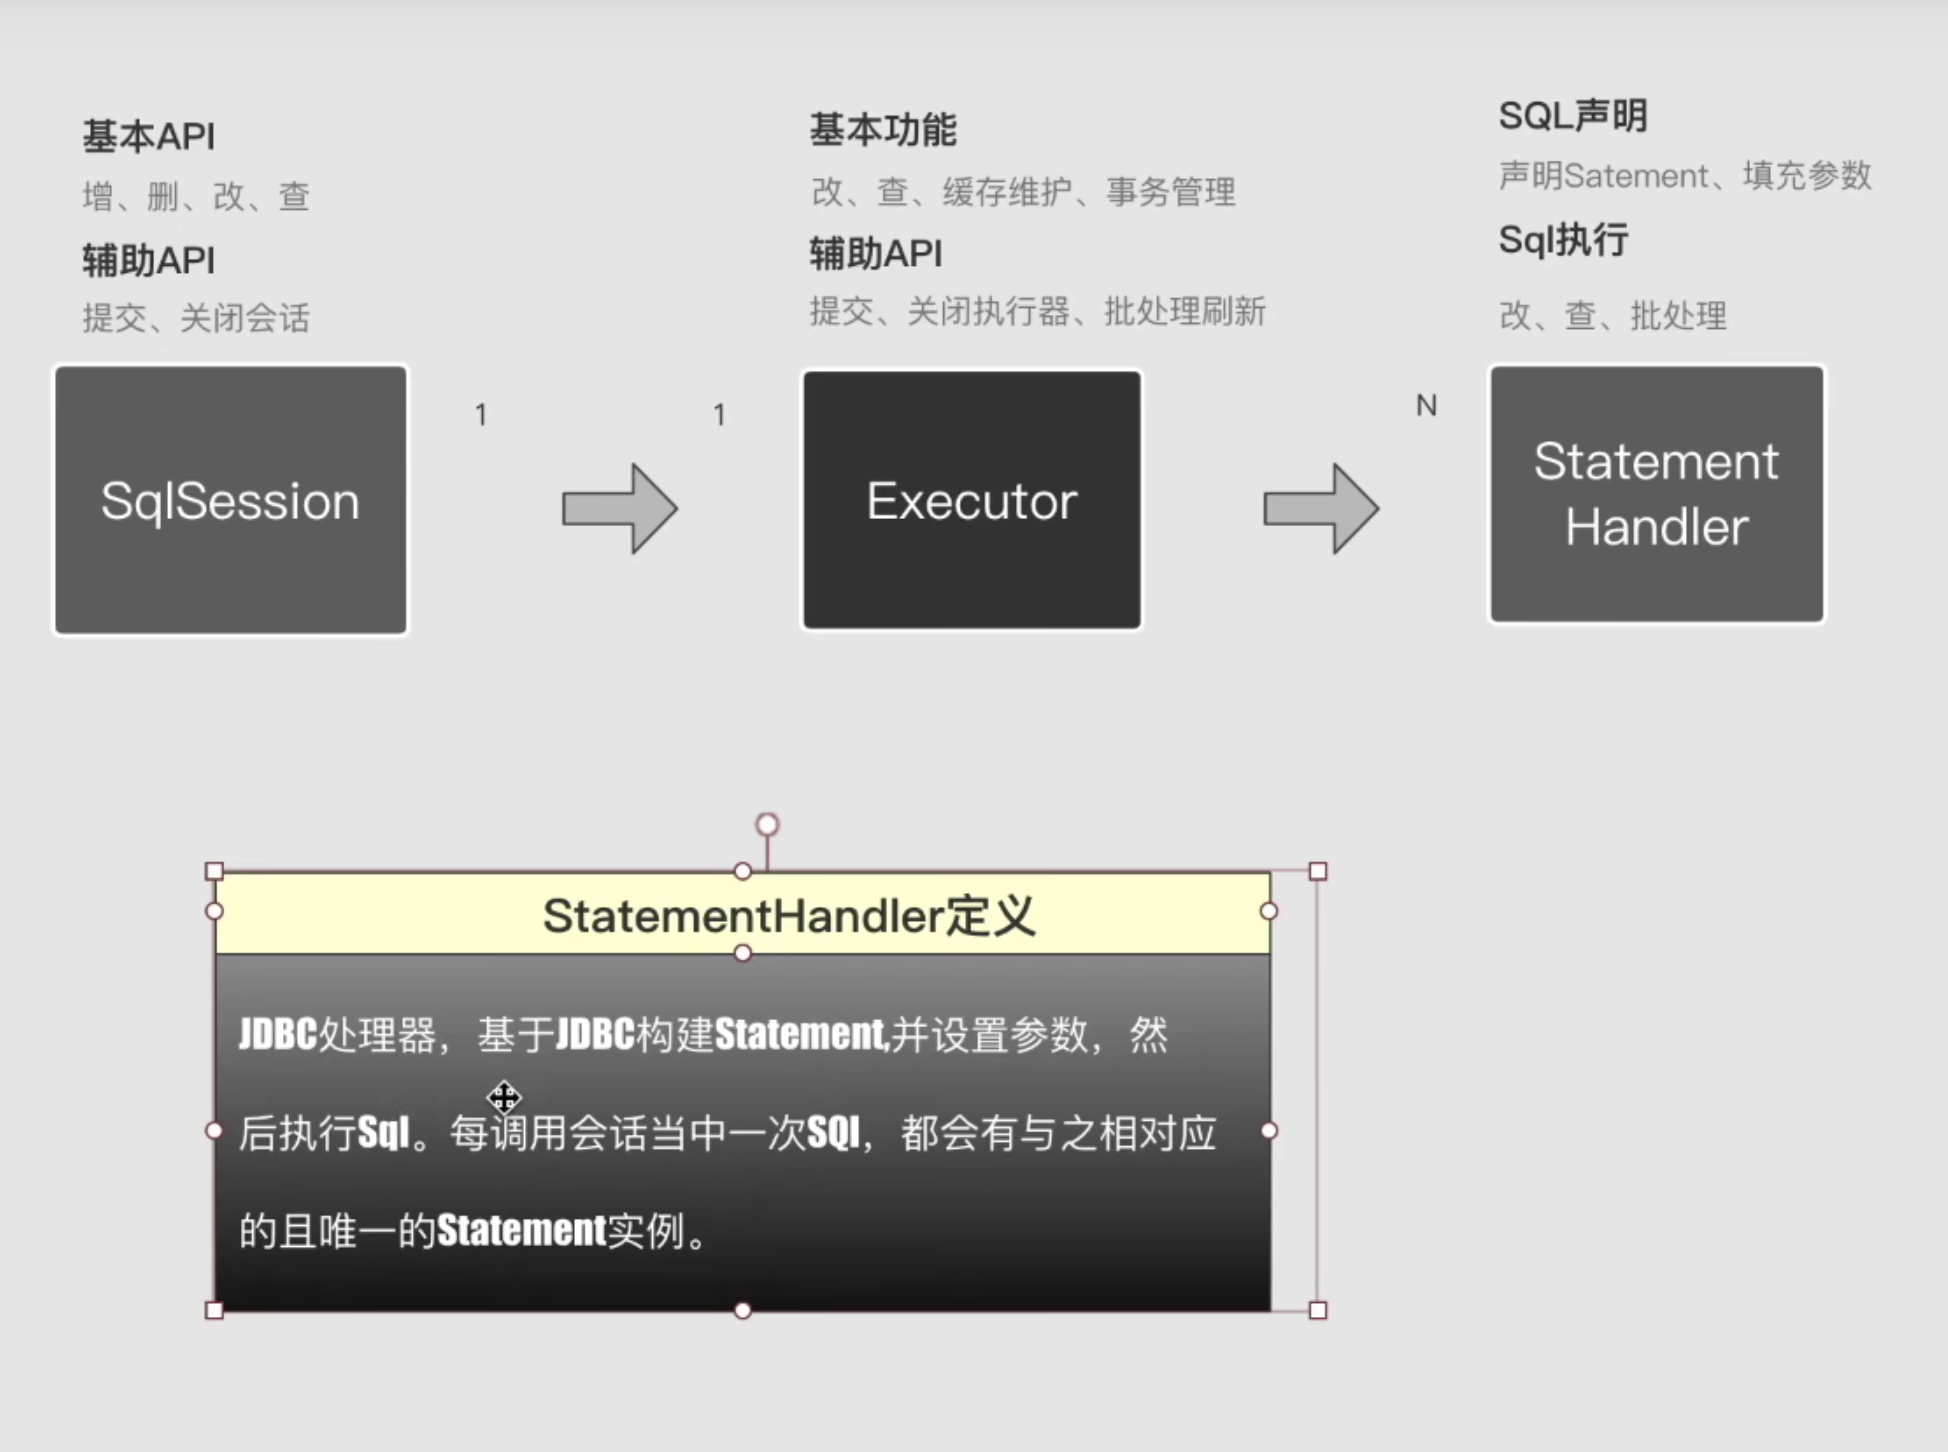 基本API
增、删、改、查
辅助API
提交、关闭会话
SqlSession
1
1
基本功能
改、查、缓存维护、事务管理
辅助API
提交、关闭执行器、批处理刷新
Executor
N
SQL声明
声明Satement、填充参数
Sql执行
改、查、批处理
Statement
Handler
StatementHandler定义
JDBC处理器，基于JDBC构建Statement,并设置参数，然
后执行Sql。每调用会话当中一次SQl，都会有与之相对应
的且唯一的Statement实例。